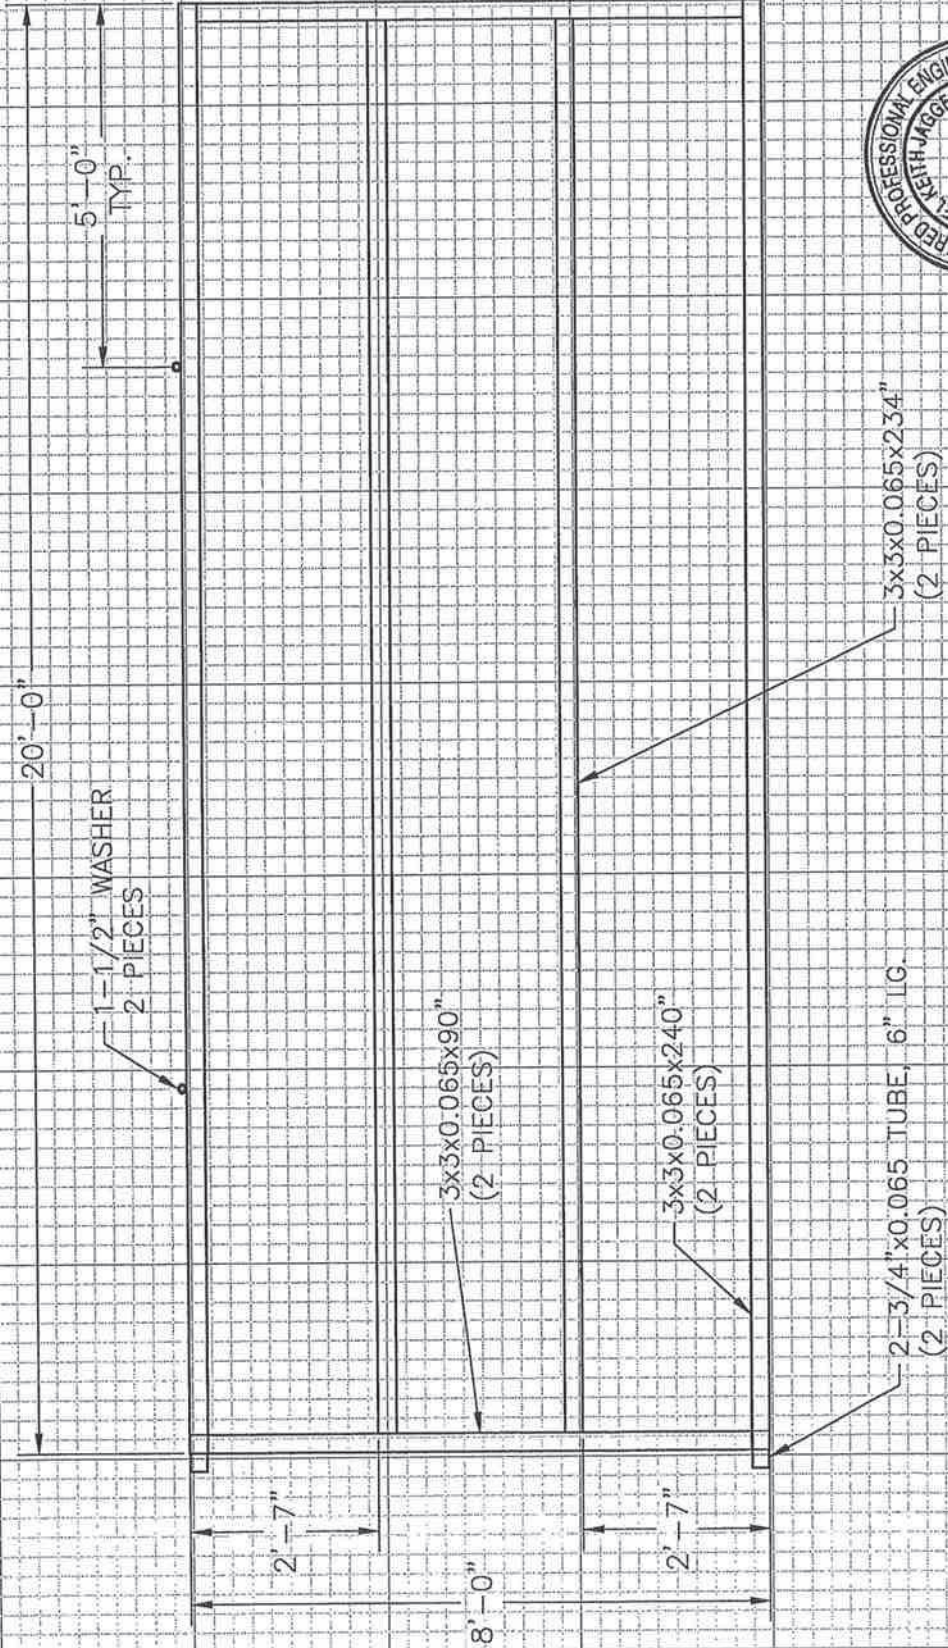 20'-0"
5'-0"
TYP.
1-1/2" WASHER
2 PIECES
3x3x0.065x90"
(2 PIECES)
3x3x0.065x240"
(2 PIECES)
3x3x0.065x234"
(2 PIECES)
2-3/4"x0.065 TUBE, 6" LG.
(2 PIECES)
2'-7"
8'-0"
2'-7"
PROFESSIONAL
KEITH